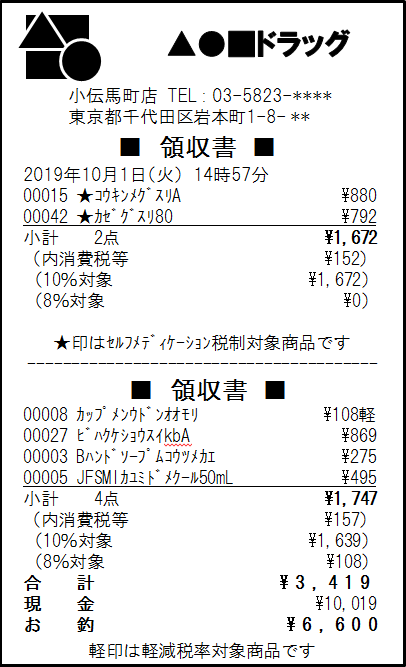 ▲●■ドラッグ
小伝馬町店 TEL：03-5823-****
東京都千代田区岩本町1-8-**
■ 領収書 ■
2019年10月1日(火) 14時57分
00015 ★ｺｳｷﾝﾒｸﾞｽﾘA ¥880
00042 ★ｶｾﾞｸﾞｽﾘ80 ¥792
小計 2点 ¥1,672
（内消費税等 ¥152）
（10%対象 ¥1,672）
（8%対象 ¥0）
★印はｾﾙﾌﾒﾃﾞｨｹｰｼｮﾝ税制対象商品です
■ 領収書 ■
00008 ｶｯﾌﾟﾒﾝｳﾄﾞﾝｵｵﾓﾘ ¥108軽
00027 ﾋﾞﾊｸｹｼｮｳｽｲkbA ¥869
00003 Bﾊﾝﾄﾞｿｰﾌﾟﾑｺｳﾂﾒｶｴ ¥275
00005 JFSMIｶﾕﾐﾄﾞﾒｸｰﾙ50mL ¥495
小計 4点 ¥1,747
（内消費税等 ¥157）
（10%対象 ¥1,639）
（8%対象 ¥108）
合 計 ¥3,419
現 金 ¥10,019
お 釣 ¥6,600
軽印は軽減税率対象商品です